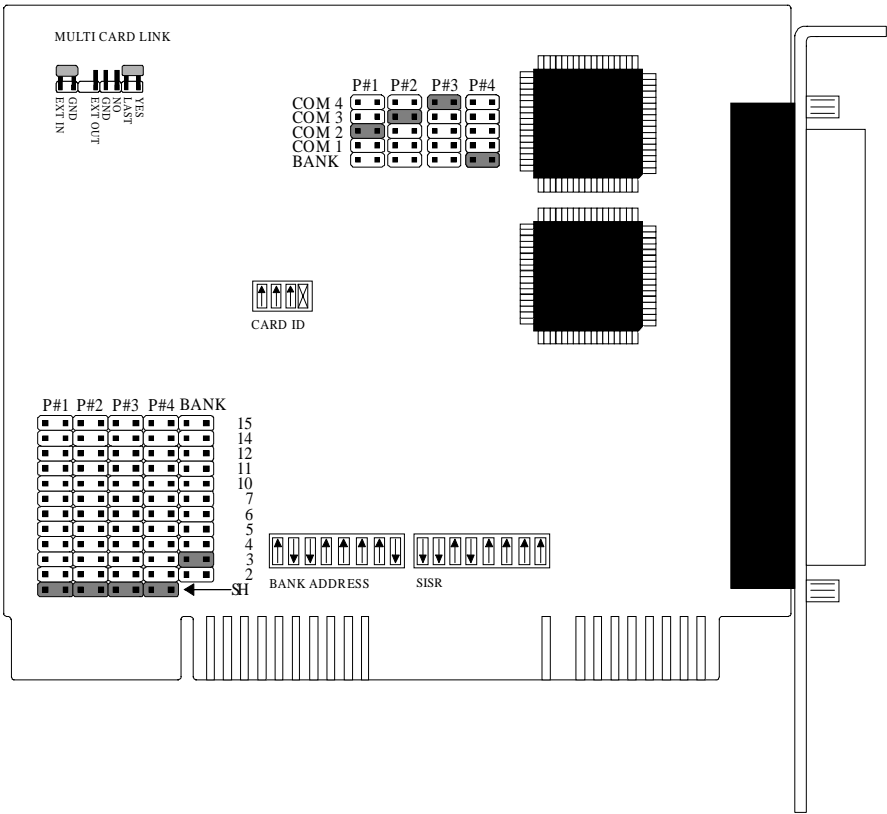 MULTI CARD LINK
EXT IN
GND
EXT OUT
GND
NO
LAST
YES
P#1 P#2 P#3 P#4
COM 4
COM 3
COM 2
COM 1
BANK
CARD ID
P#1 P#2 P#3 P#4 BANK
15
14
12
11
10
7
6
5
4
3
2
SH
BANK ADDRESS
SISR